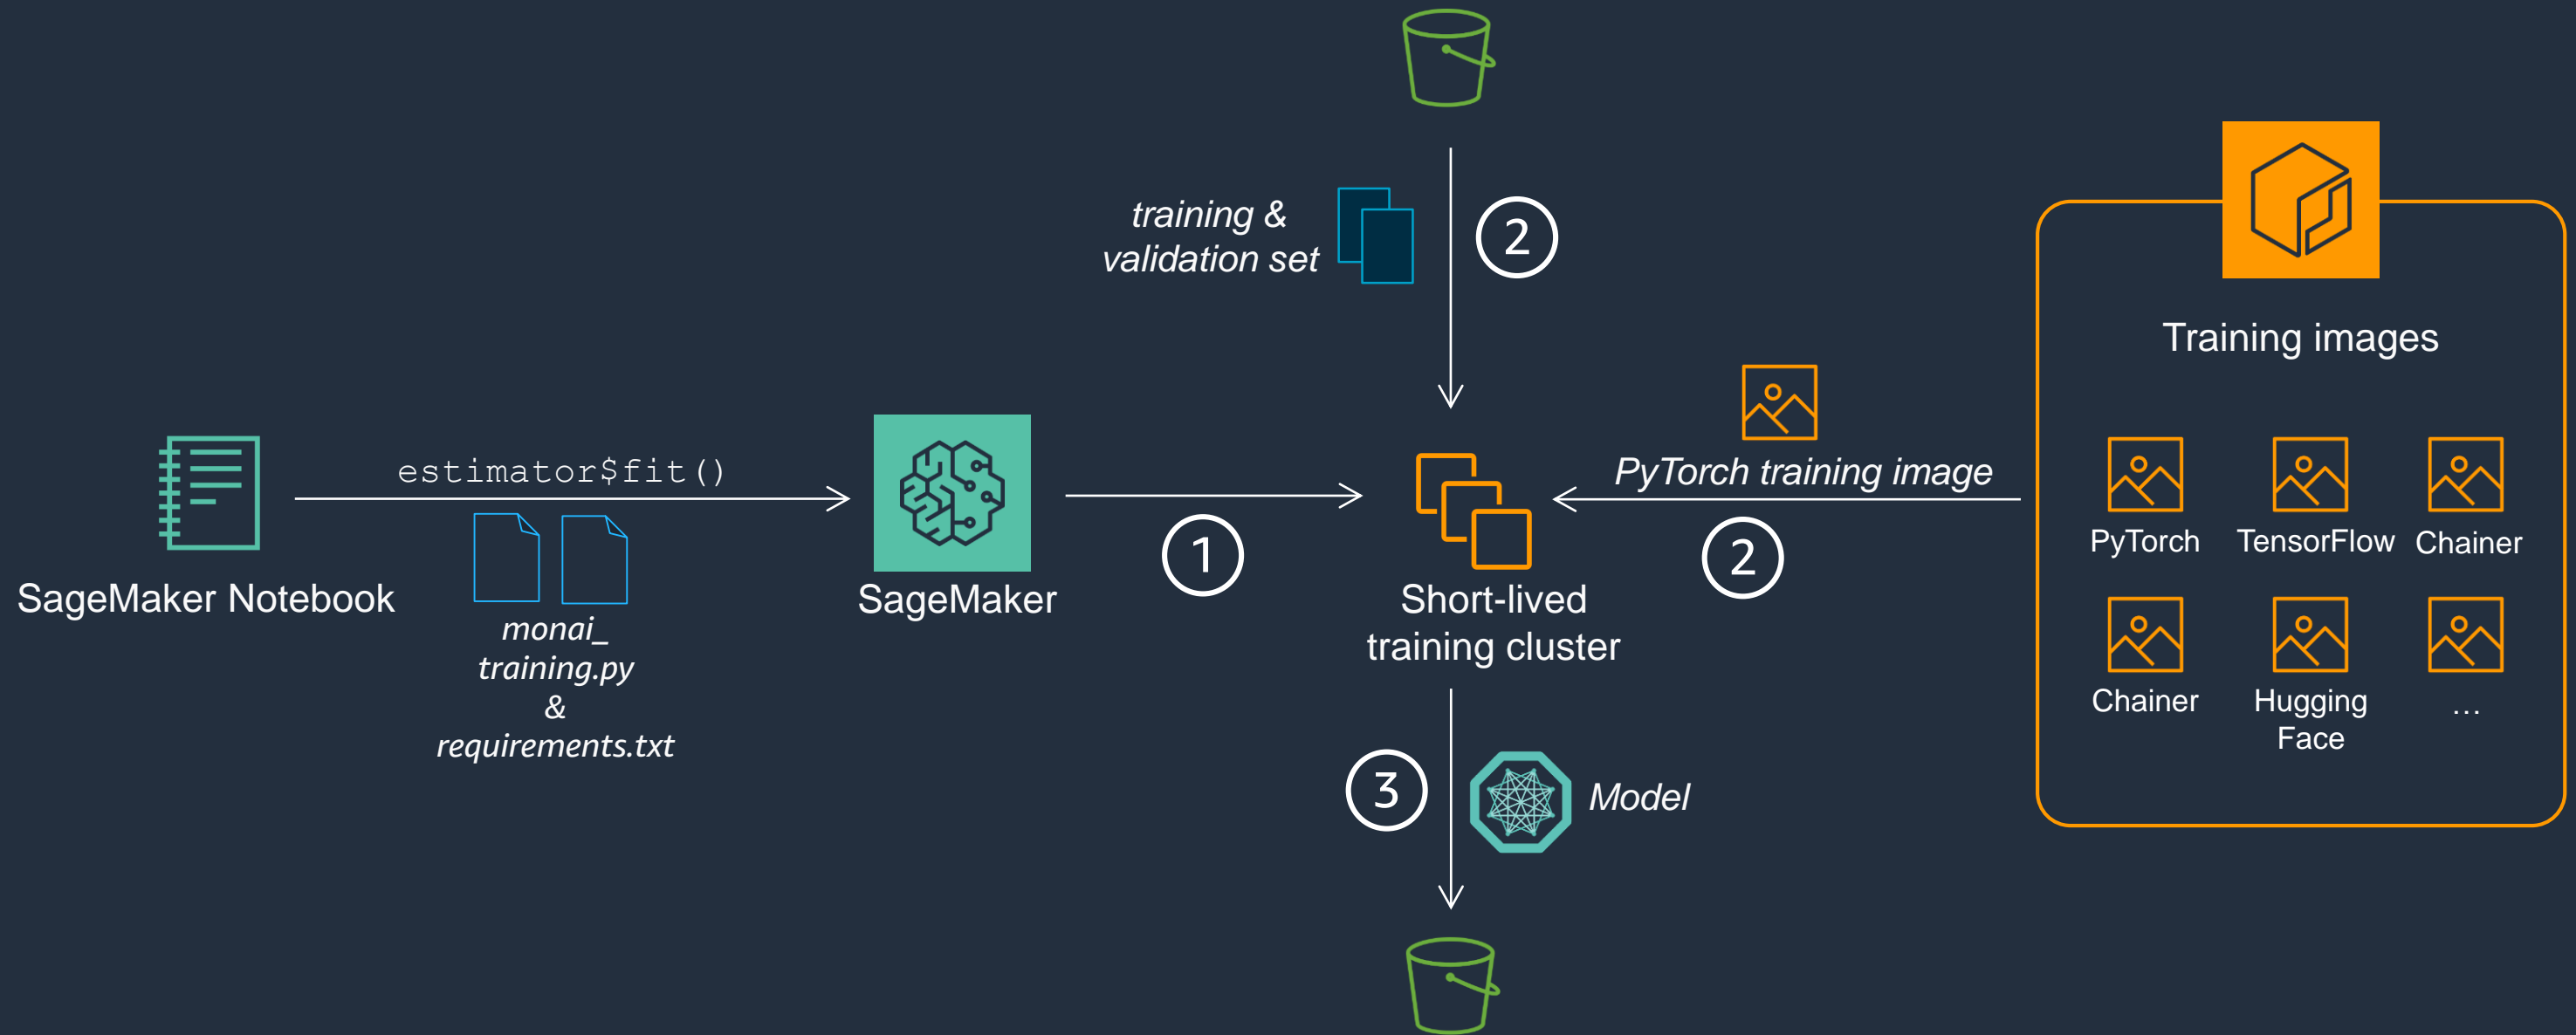 training &
validation set
2
Training images
estimator$fit()
PyTorch training image
PyTorch
TensorFlow
Chainer
1
2
SageMaker Notebook
SageMaker
Short-lived
training cluster
monai_
training.py
&
requirements.txt
Chainer
Hugging
Face
...
3
Model